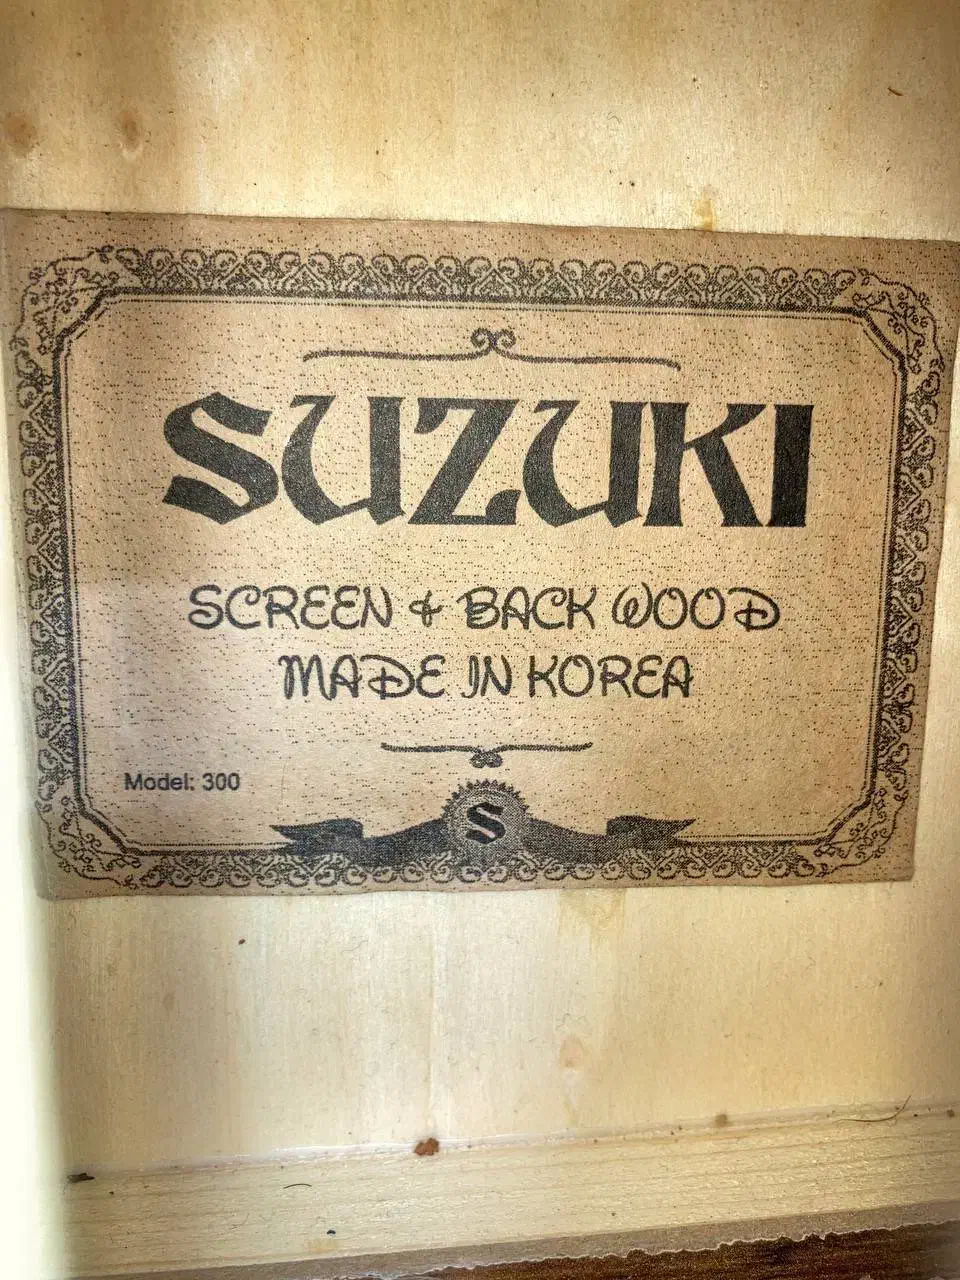 SUZUKI
SCREEN & BACK WOOD
MADE IN KOREA
Model: 300
S